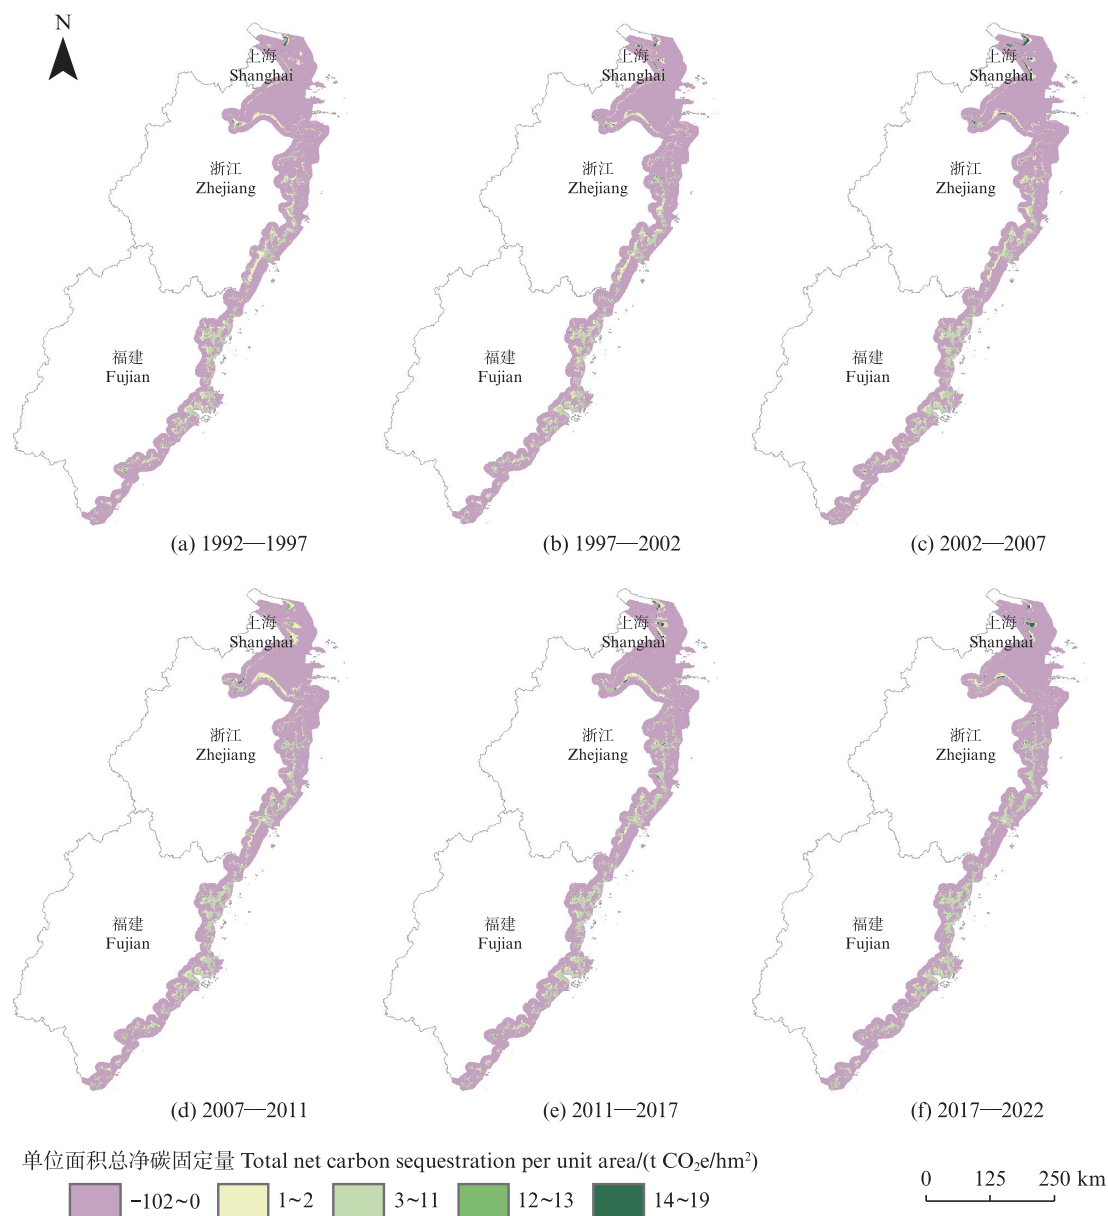 N
上海
Shanghai
浙江
Zhejiang
福建
Fujian
(a) 1992—1997
上海
Shanghai
浙江
Zhejiang
福建
Fujian
(b) 1997—2002
上海
Shanghai
浙江
Zhejiang
福建
Fujian
(c) 2002—2007
上海
Shanghai
浙江
Zhejiang
福建
Fujian
(d) 2007—2011
上海
Shanghai
浙江
Zhejiang
福建
Fujian
(e) 2011—2017
上海
Shanghai
浙江
Zhejiang
福建
Fujian
(f) 2017—2022
单位面积总净碳固定量 Total net carbon sequestration per unit area/(t CO₂e/hm²)
−102~0 1~2 3~11 12~13 14~19
0 125 250 km